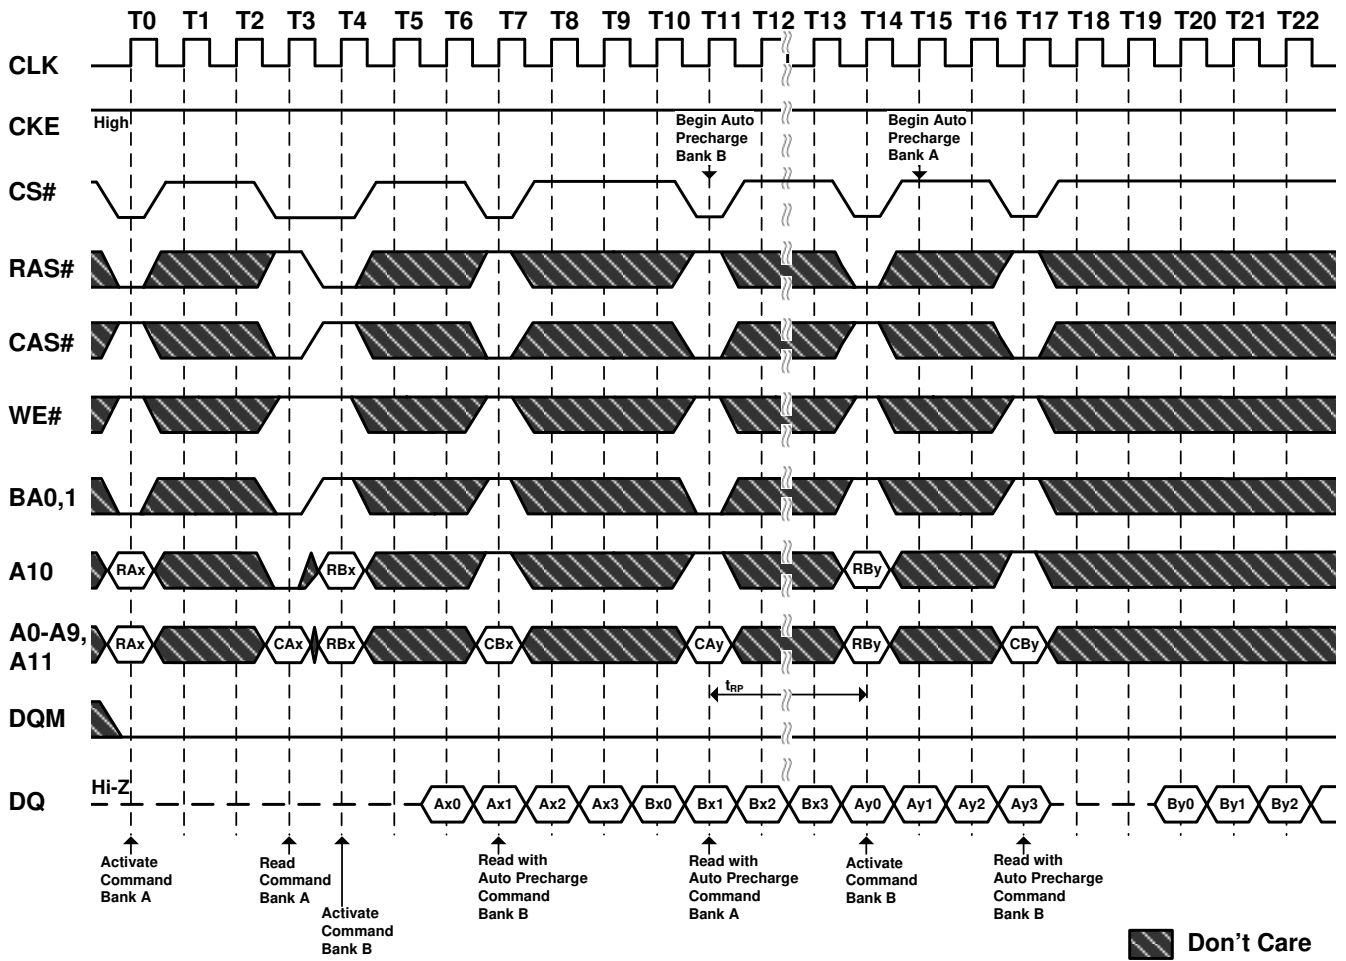 T0 T1 T2 T3 T4 T5 T6 T7 T8 T9 T10 T11 T12 T13 T14 T15 T16 T17 T18 T19 T20 T21 T22
CLK
CKE
High
Begin Auto
Precharge
Bank B
Begin Auto
Precharge
Bank A
CS#
RAS#
CAS#
WE#
BA0,1
A10
RAx RBx RBy
A0-A9,
A11
RAx CAx RBx CBx CAy RBy CBy
tRP
DQM
Hi-Z
DQ
Ax0 Ax1 Ax2 Ax3 Bx0 Bx1 Bx2 Bx3 Ay0 Ay1 Ay2 Ay3 By0 By1 By2
Activate
Command
Bank A
Read
Command
Bank A
Activate
Command
Bank B
Read with
Auto Precharge
Command
Bank B
Read with
Auto Precharge
Command
Bank A
Activate
Command
Bank B
Read with
Auto Precharge
Command
Bank B
Don't Care